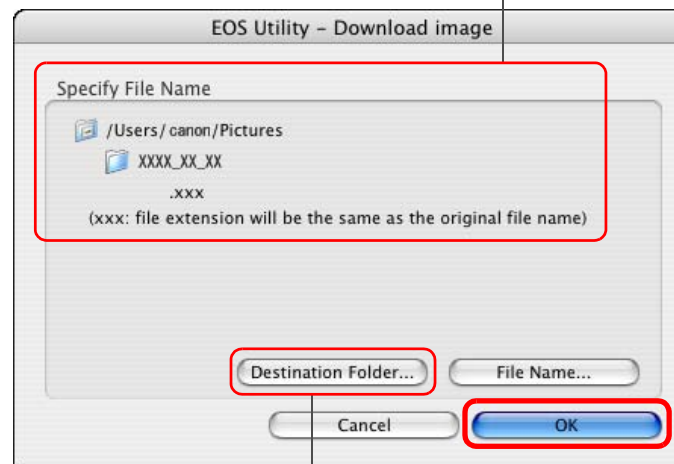 EOS Utility – Download image
Specify File Name
/Users/canon/Pictures
XXXX_XX_XX
.xxx
(xxx: file extension will be the same as the original file name)
Destination Folder...
File Name...
Cancel
OK